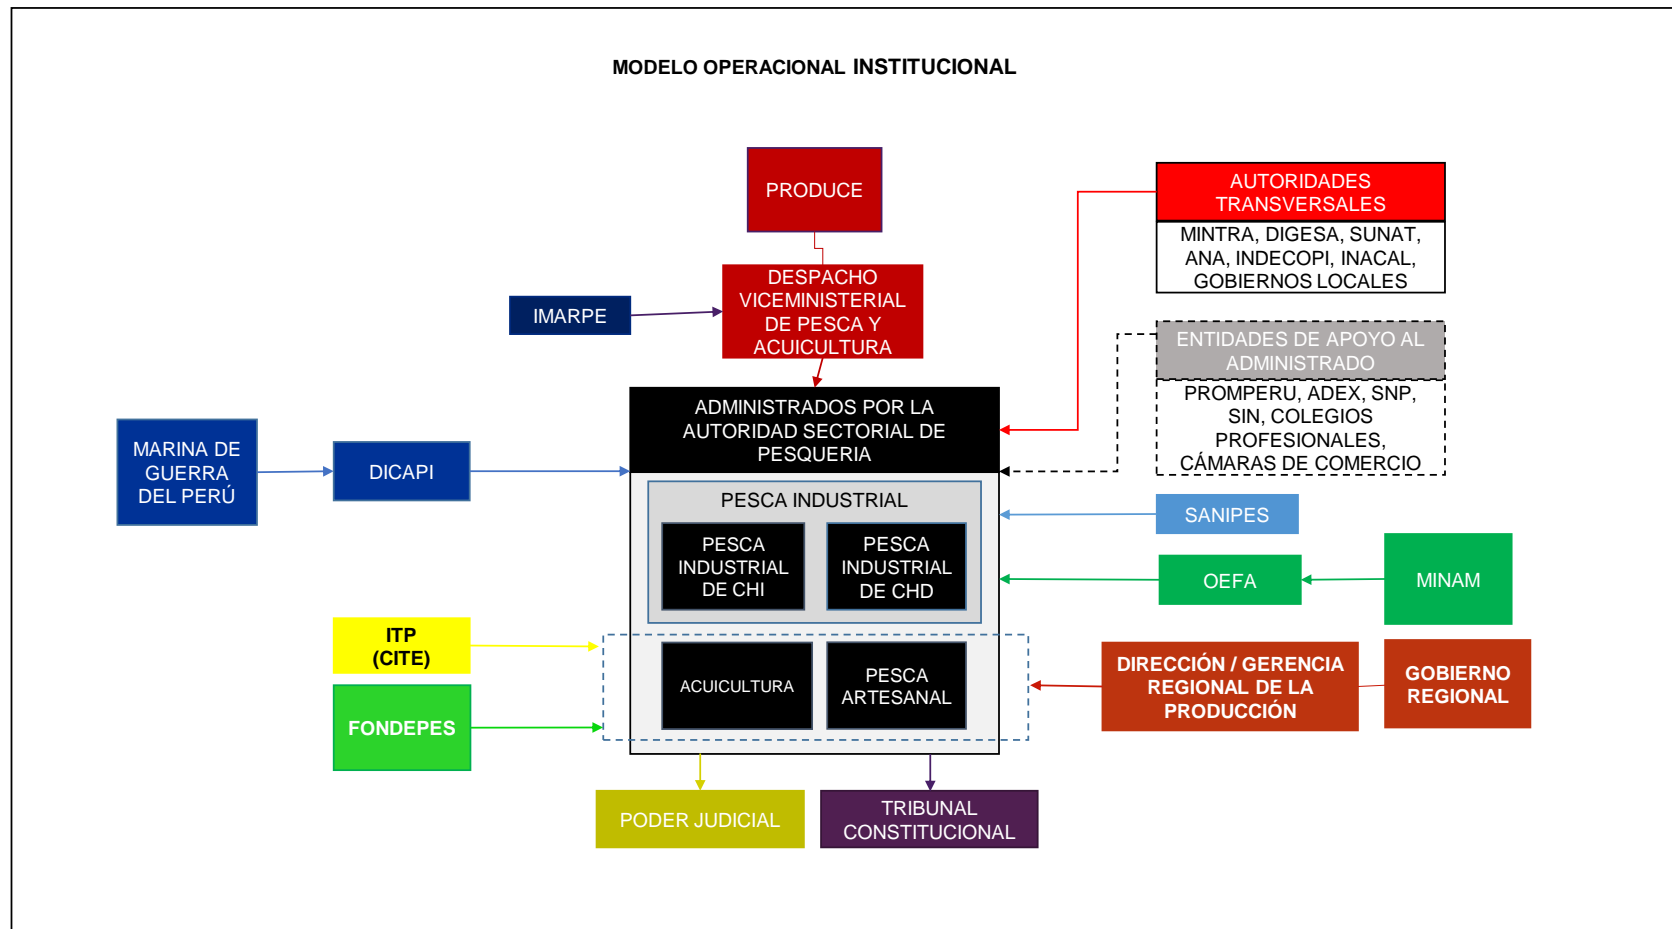 MODELO OPERACIONAL INSTITUCIONAL
PRODUCE
DESPACHO
VICEMINISTERIAL
DE PESCA Y
ACUICULTURA
IMARPE
AUTORIDADES
TRANSVERSALES
MINTRA, DIGESA, SUNAT,
ANA, INDECOPI, INACAL,
GOBIERNOS LOCALES
ENTIDADES DE APOYO AL
ADMINISTRADO
PROMPERU, ADEX, SNP,
SIN, COLEGIOS
PROFESIONALES,
CÁMARAS DE COMERCIO
ADMINISTRADOS POR LA
AUTORIDAD SECTORIAL DE
PESQUERIA
MARINA DE
GUERRA
DEL PERÚ
DICAPI
PESCA INDUSTRIAL
PESCA
INDUSTRIAL
DE CHI
PESCA
INDUSTRIAL
DE CHD
SANIPES
OEFA
MINAM
ITP
(CITE)
FONDEPES
ACUICULTURA
PESCA
ARTESANAL
DIRECCIÓN / GERENCIA
REGIONAL DE LA
PRODUCCIÓN
GOBIERNO
REGIONAL
PODER JUDICIAL
TRIBUNAL
CONSTITUCIONAL